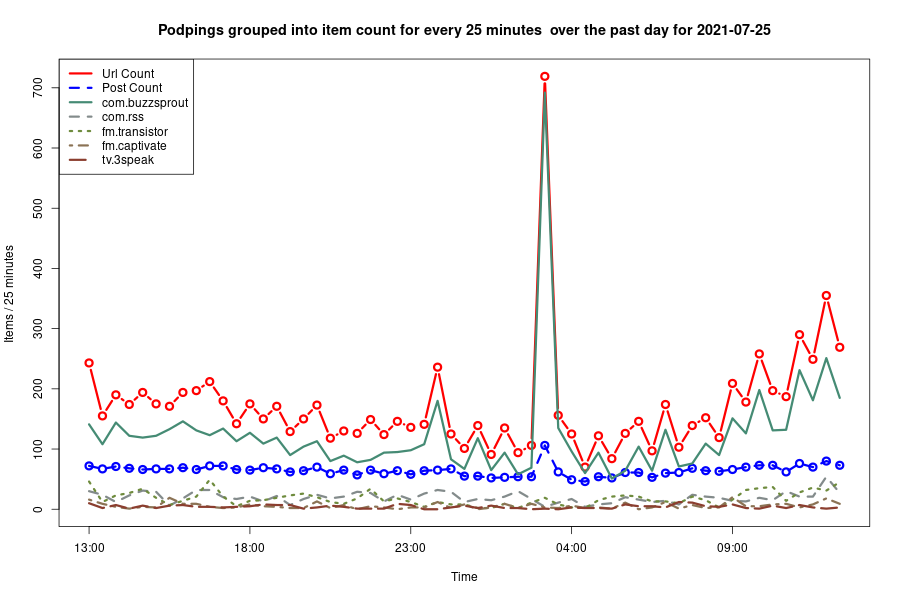 Podpings grouped into item count for every 25 minutes  over the past day for 2021-07-25
Url Count
Post Count
com.buzzsprout
com.rss
fm.transistor
fm.captivate
tv.3speak
700
600
500
400
300
200
100
0
Items / 25 minutes
13:00 18:00 23:00 04:00 09:00
Time